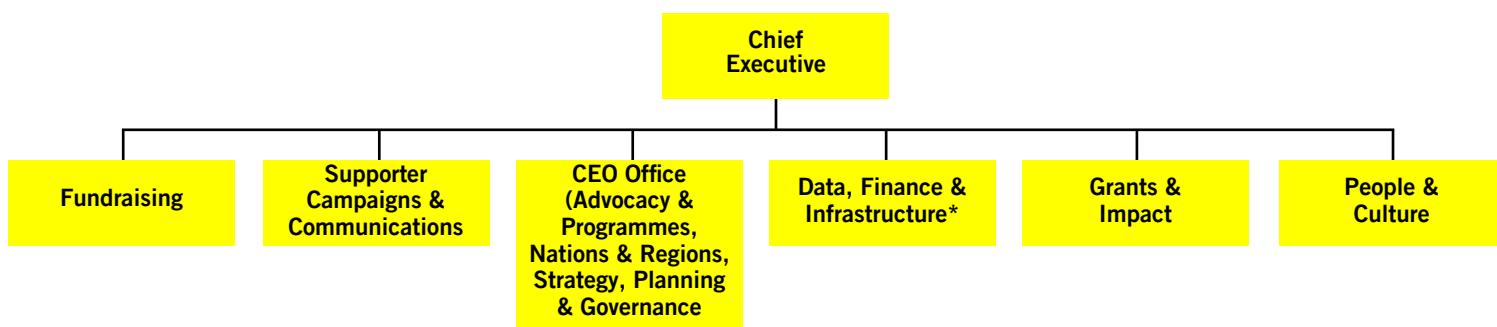 Chief
Executive
Fundraising
Supporter
Campaigns &
Communications
CEO Office
(Advocacy &
Programmes,
Nations & Regions,
Strategy, Planning
& Governance
Data, Finance &
Infrastructure*
Grants &
Impact
People &
Culture